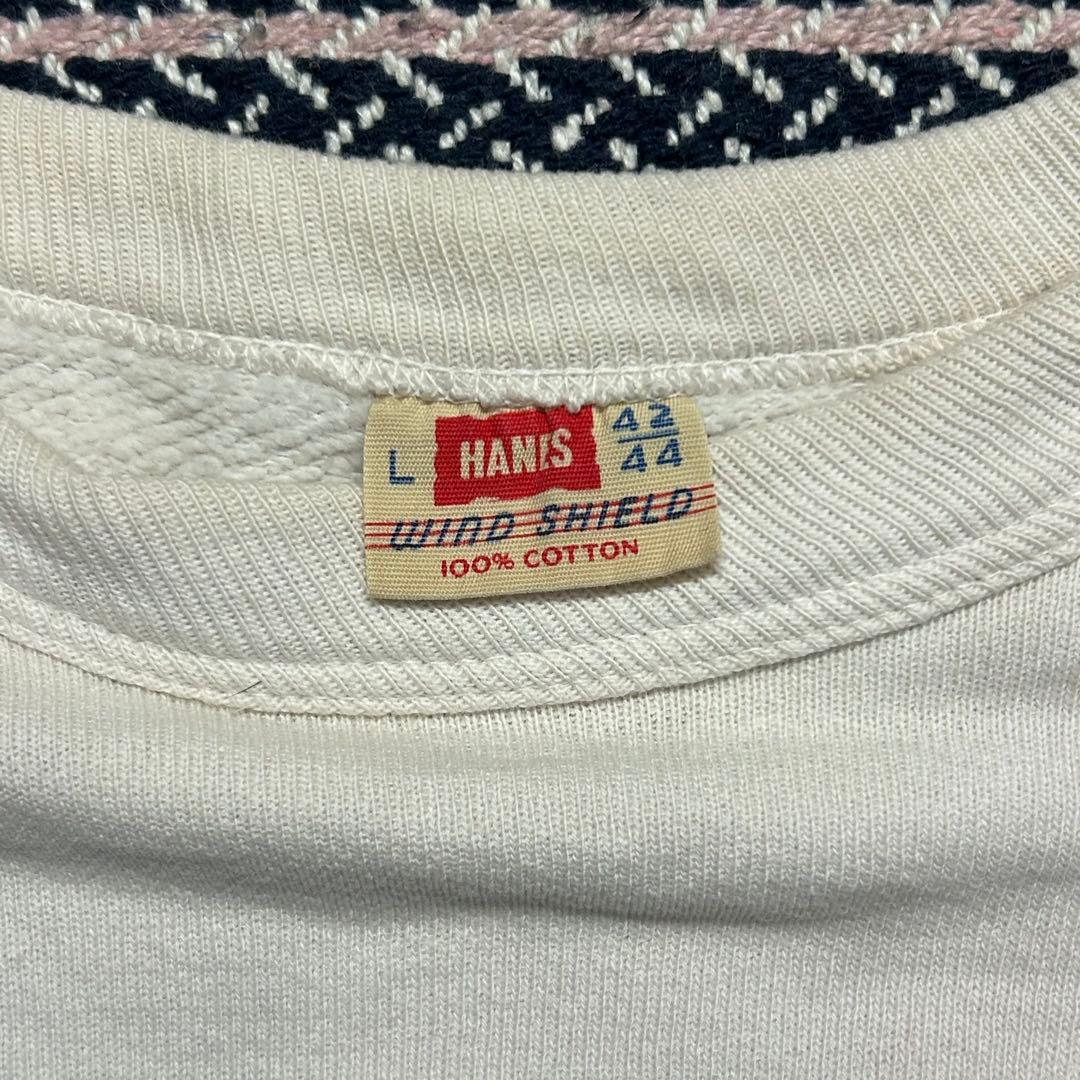 L HANES 42/44
WIND SHIELD
100% COTTON